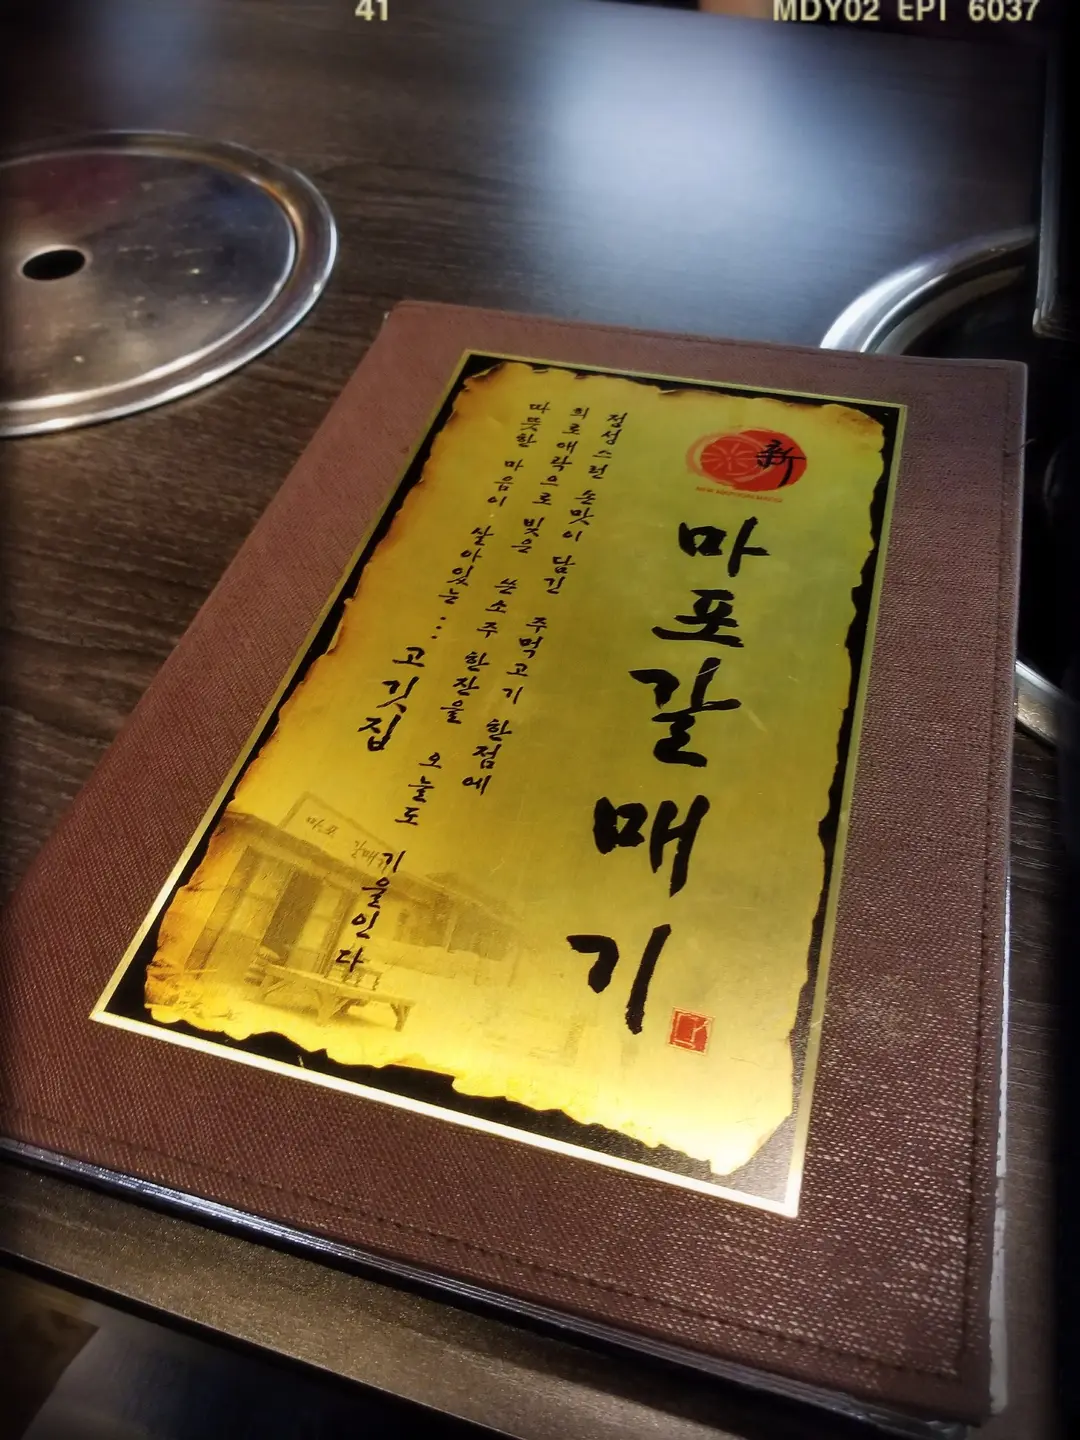 41
MDY02 EPT 6037
新
마포갈매기
정성스런 손맛이 담긴 주먹고기 한점에
희로애락으로 빚은 쓴소주 한잔을 오늘도 기울인다
따뜻한 마음이 살아있는... 고깃집